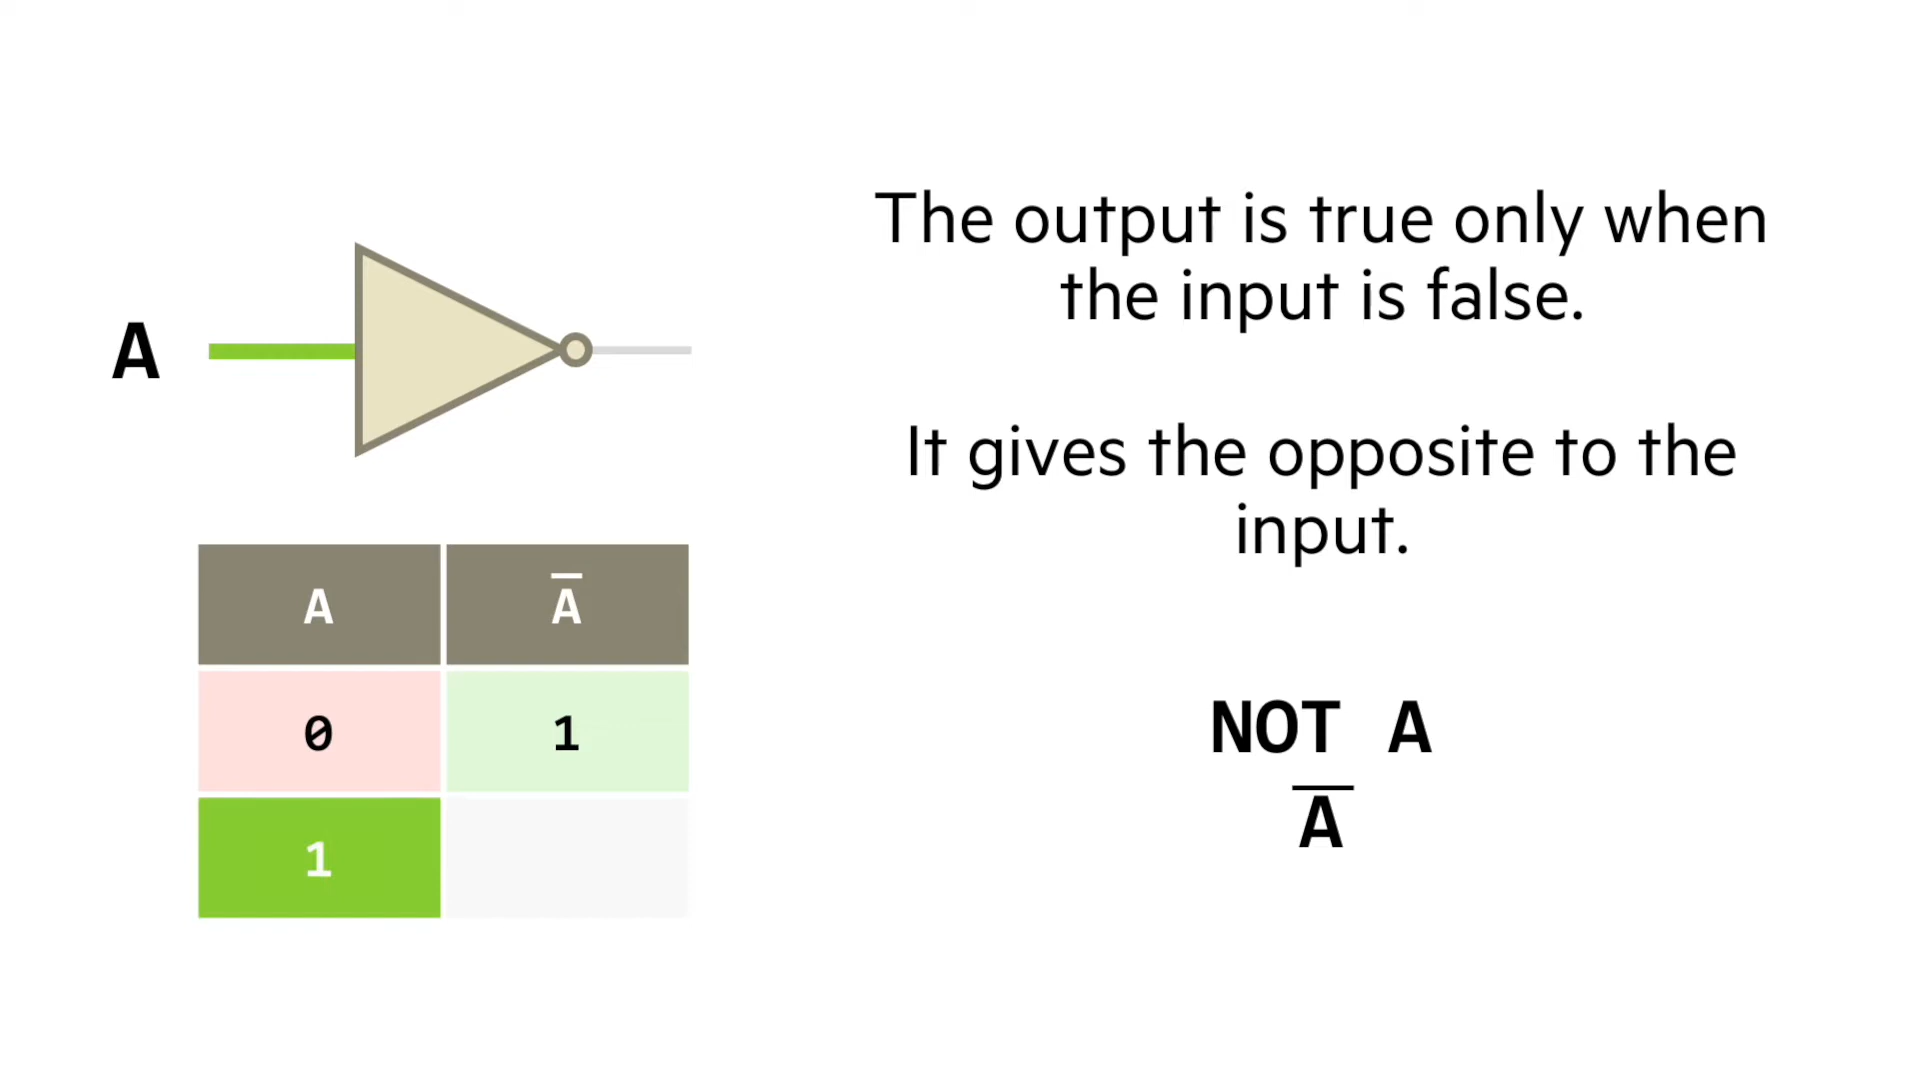 The output is true only when
the input is false.
It gives the opposite to the
input.
A
A A̅
0 1
1
NOT A
A̅